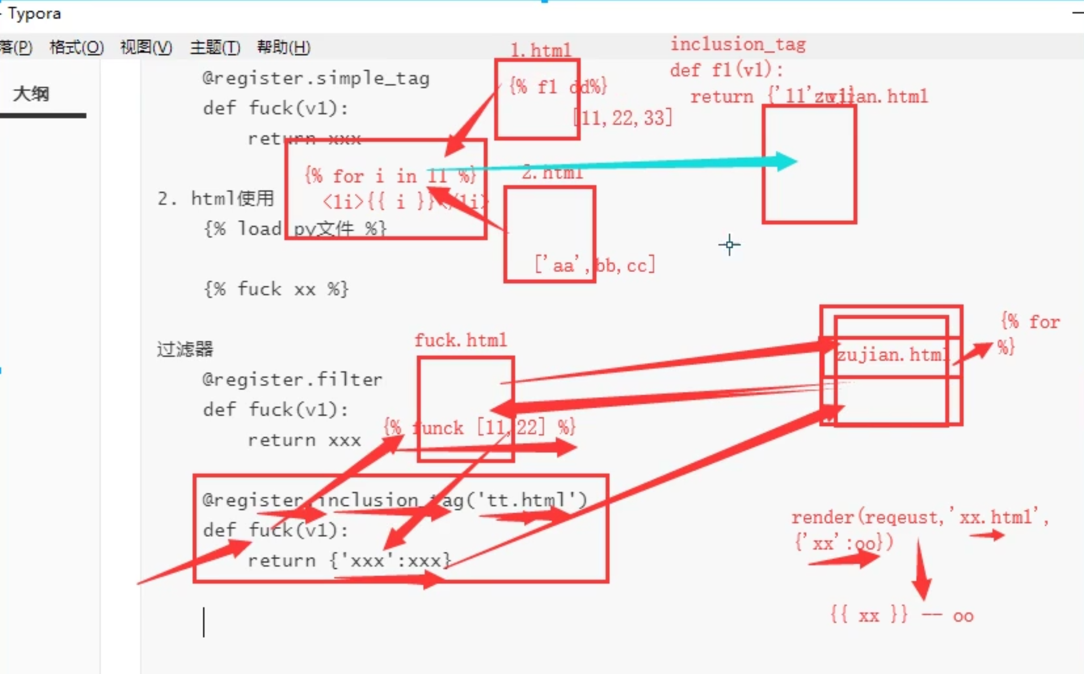 - Typora
落(P) 格式(O) 视图(V) 主题(T) 帮助(H)
大纲
@register.simple_tag
def fuck(v1):
return xxx
2. html使用
{% load py文件 %}
{% fuck xx %}
过滤器
@register.filter
def fuck(v1):
return xxx
@register.inclusion_tag('tt.html')
def fuck(v1):
return {'xxx':xxx}
1.html
{% f1 dd%}
[11,22,33]
{% for i in ll %}
<li>{{ i }}</li>
2.html
['aa',bb,cc]
inclusion_tag
def f1(v1):
return {'ll'
zujian.html
fuck.html
{% funck [11,22] %}
zujian.html
{% for
%}
render(reqeust,'xx.html',
{'xx':oo})
{{ xx }} -- oo